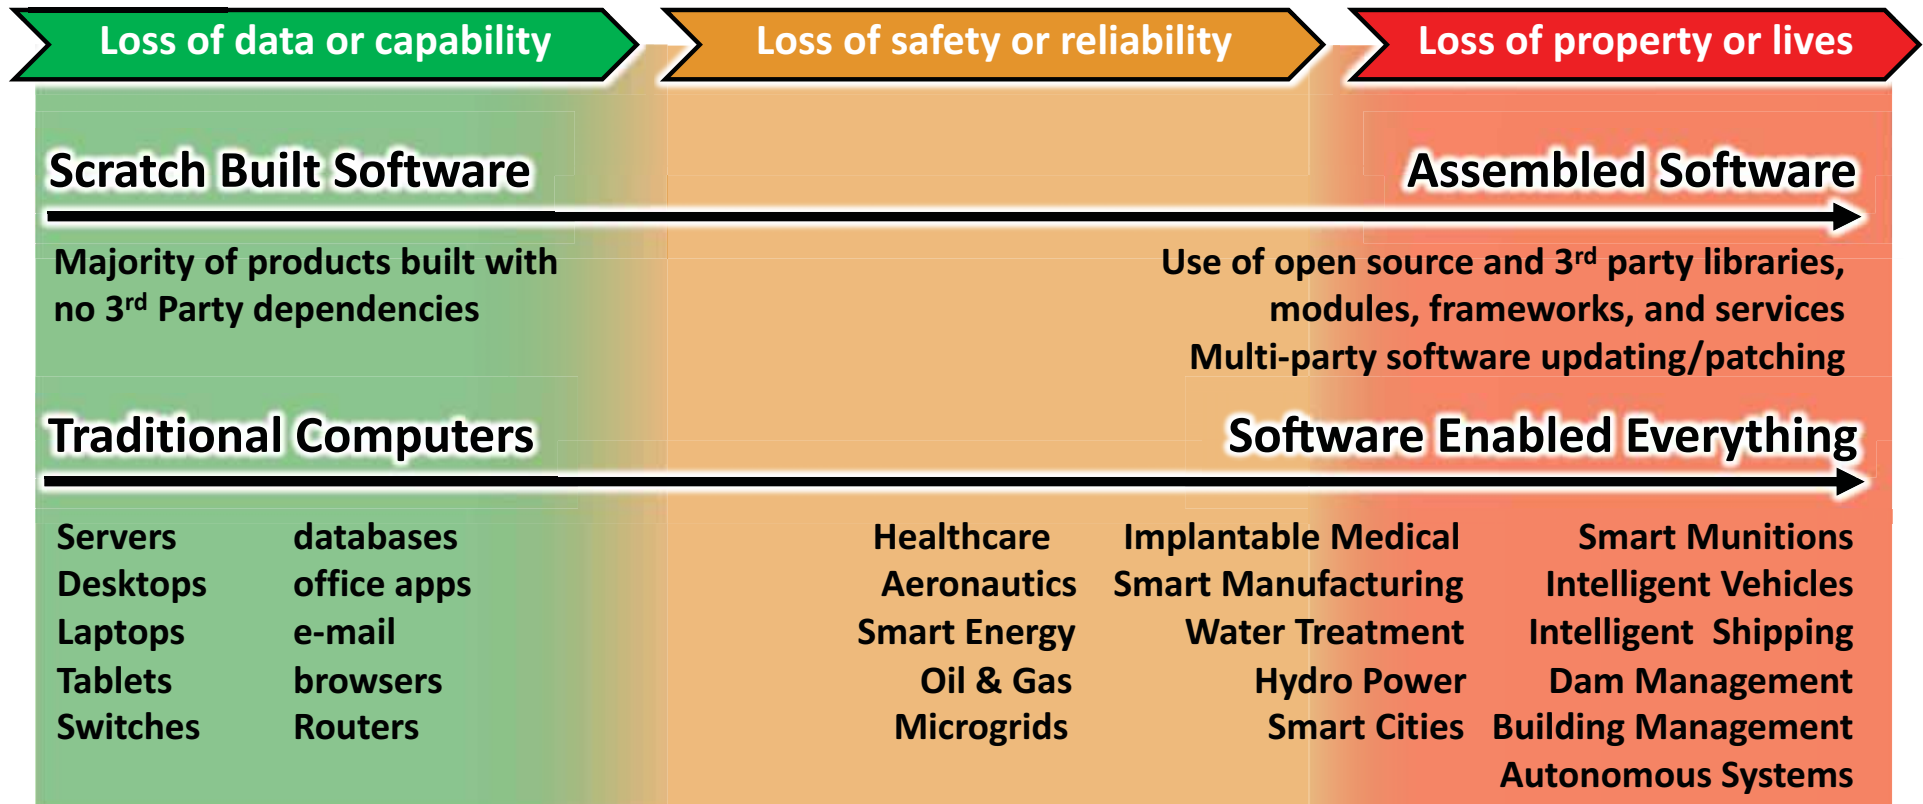 Loss of data or capability
Loss of safety or reliability
Loss of property or lives
Scratch Built Software
Assembled Software
Majority of products built with
no 3rd Party dependencies
Use of open source and 3rd party libraries,
modules, frameworks, and services
Multi-party software updating/patching
Traditional Computers
Software Enabled Everything
Servers
Desktops
Laptops
Tablets
Switches
databases
office apps
e-mail
browsers
Routers
Healthcare
Aeronautics
Smart Energy
Oil & Gas
Microgrids
Implantable Medical
Smart Manufacturing
Water Treatment
Hydro Power
Smart Cities
Smart Munitions
Intelligent Vehicles
Intelligent Shipping
Dam Management
Building Management
Autonomous Systems